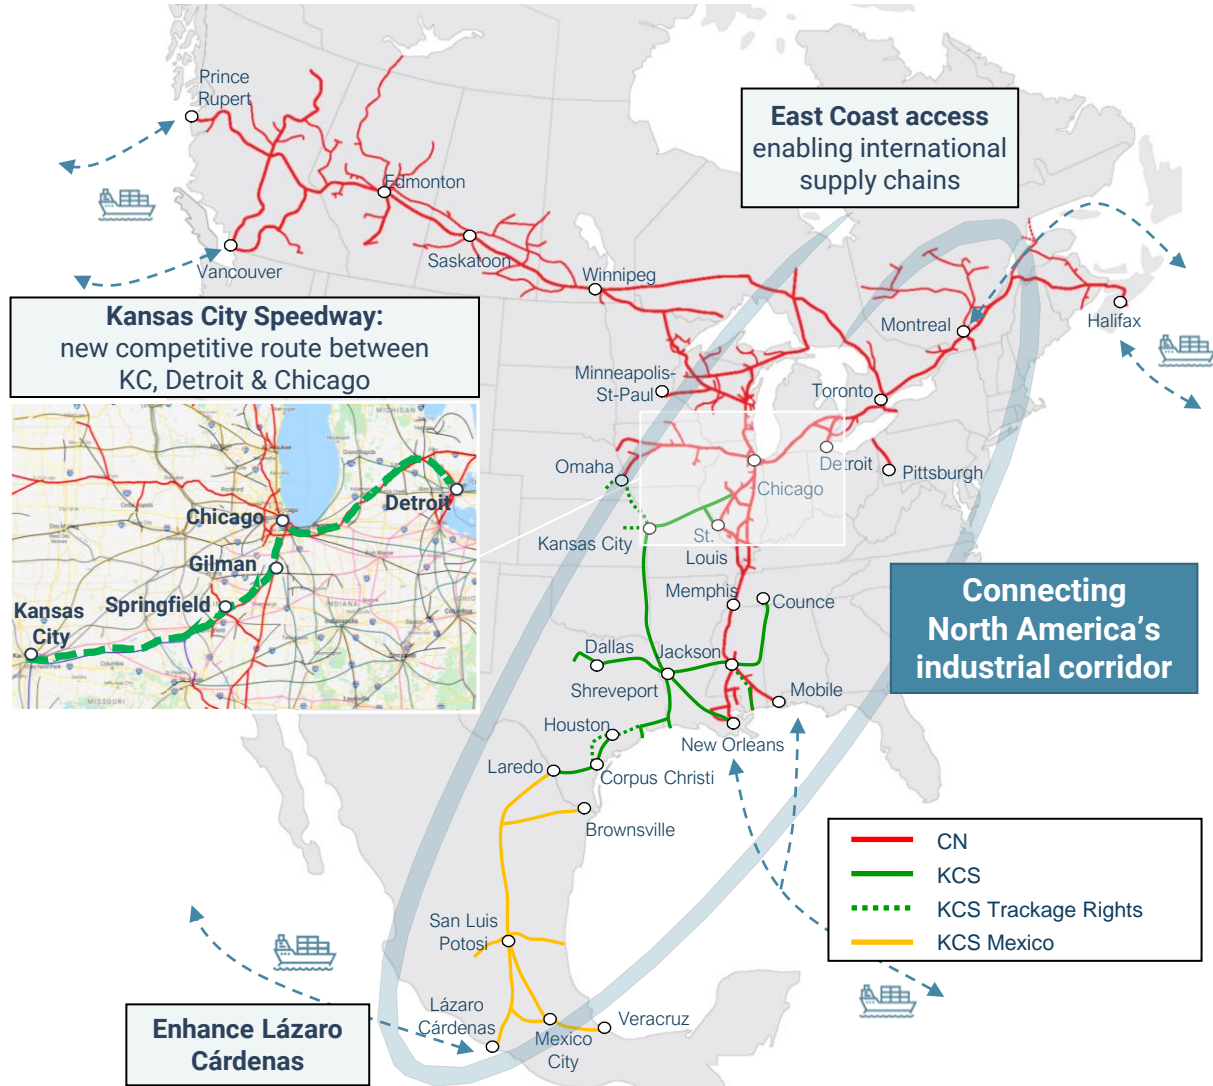 Prince
Rupert
Edmonton
Vancouver
Saskatoon
Winnipeg
East Coast access
enabling international
supply chains
Montreal
Halifax
Kansas City Speedway:
new competitive route between
KC, Detroit & Chicago
Minneapolis-
St-Paul
Toronto
Omaha
Detroit
Pittsburgh
Chicago
Kansas City
St.
Louis
MICHIGAN
Detroit
Chicago
Gilman
Springfield
Kansas
City
INDIANA
OHIO
MISSOURI
Memphis
Counce
Connecting
North America's
industrial corridor
Dallas
Jackson
Shreveport
Mobile
Houston
New Orleans
Laredo
Corpus Christi
Brownsville
CN
KCS
KCS Trackage Rights
KCS Mexico
San Luis
Potosi
Lázaro
Cárdenas
Veracruz
Mexico
City
Enhance Lázaro
Cárdenas